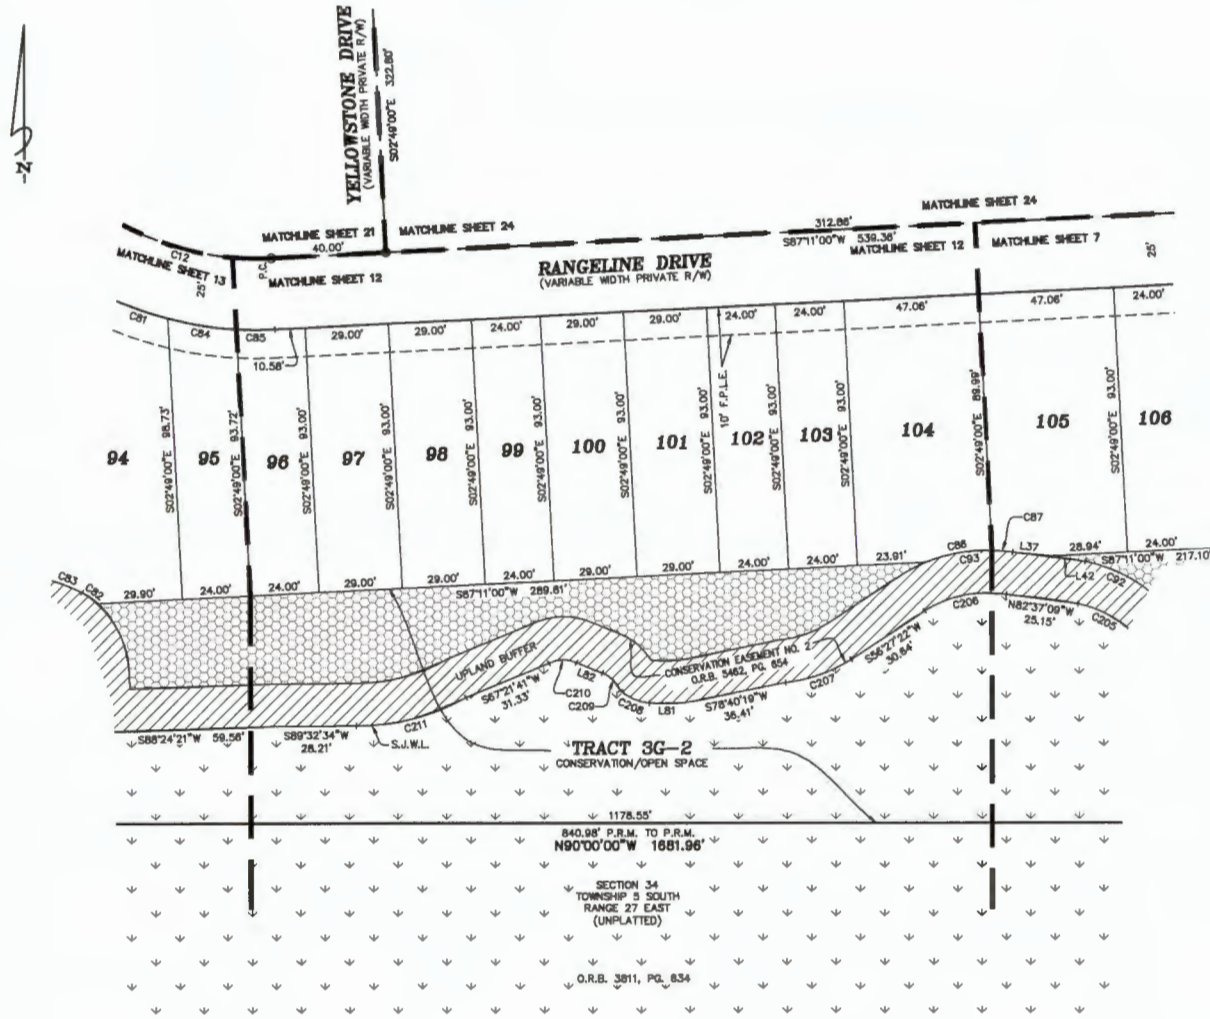 YELLOWSTONE DRIVE
(VARIABLE WIDTH PRIVATE R/W)
S02°49'00"E 322.80'
N
MATCHLINE SHEET 24
MATCHLINE SHEET 21
MATCHLINE SHEET 24
312.88'
C12
40.00'
S87°11'00"W 539.36'
MATCHLINE SHEET 12
MATCHLINE SHEET 7
MATCHLINE SHEET 13
25'
P.C.
MATCHLINE SHEET 12
RANGELINE DRIVE
(VARIABLE WIDTH PRIVATE R/W)
25'
C81
C84
C85
10.58'
29.00'
29.00'
24.00'
29.00'
29.00'
24.00'
24.00'
47.06'
47.06'
24.00'
10' F.P.L.E.
94
S02°49'00"E 98.73'
95
S02°49'00"E 93.72'
96
S02°49'00"E 93.00'
97
S02°49'00"E 93.00'
98
S02°49'00"E 93.00'
99
S02°49'00"E 93.00'
100
S02°49'00"E 93.00'
101
S02°49'00"E 93.00'
102
S02°49'00"E 93.00'
103
S02°49'00"E 93.00'
104
S02°49'00"E 89.99'
105
S02°49'00"E 93.00'
106
C83
C82
29.90'
24.00'
24.00'
29.00'
29.00'
24.00'
29.00'
29.00'
24.00'
24.00'
23.91'
C86
C93
C87
L37
28.94'
24.00'
S87°11'00"W 289.61'
S87°11'00"W 217.10'
L42
C92
UPLAND BUFFER
CONSERVATION EASEMENT NO. 2
O.R.B. 5462, PG. 654
C206
N82°37'09"W
25.15'
C205
S56°27'22"W
30.64'
C207
S78°40'19"W
36.41'
L81
C208
C209
L82
C210
S67°21'41"W
31.33'
C211
S.J.W.L.
S88°24'21"W 59.56'
S89°32'34"W
28.21'
TRACT 3G-2
CONSERVATION/OPEN SPACE
1178.55'
840.98' P.R.M. TO P.R.M.
N90°00'00"W 1681.96'
SECTION 34
TOWNSHIP 5 SOUTH
RANGE 27 EAST
(UNPLATTED)
O.R.B. 3811, PG. 634